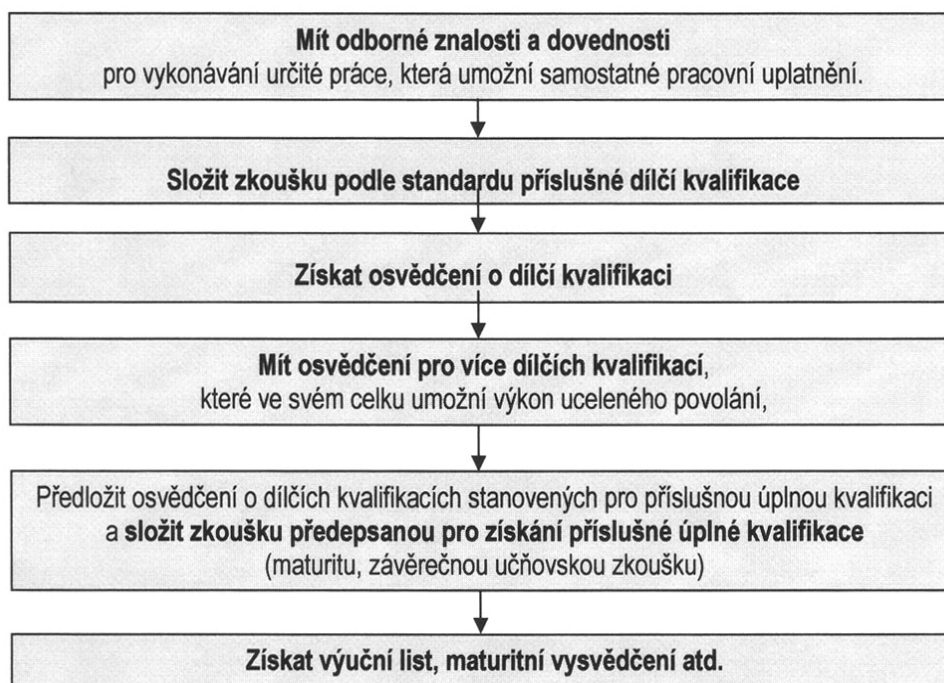 Mít odborné znalosti a dovednosti
pro vykonávání určité práce, která umožní samostatné pracovní uplatnění.
Složit zkoušku podle standardu příslušné dílčí kvalifikace
Získat osvědčení o dílčí kvalifikaci
Mít osvědčení pro více dílčích kvalifikací,
které ve svém celku umožní výkon uceleného povolání,
Předložit osvědčení o dílčích kvalifikacích stanovených pro příslušnou úplnou kvalifikaci
a složit zkoušku předepsanou pro získání příslušné úplné kvalifikace
(maturitu, závěrečnou učňovskou zkoušku)
Získat výuční list, maturitní vysvědčení atd.